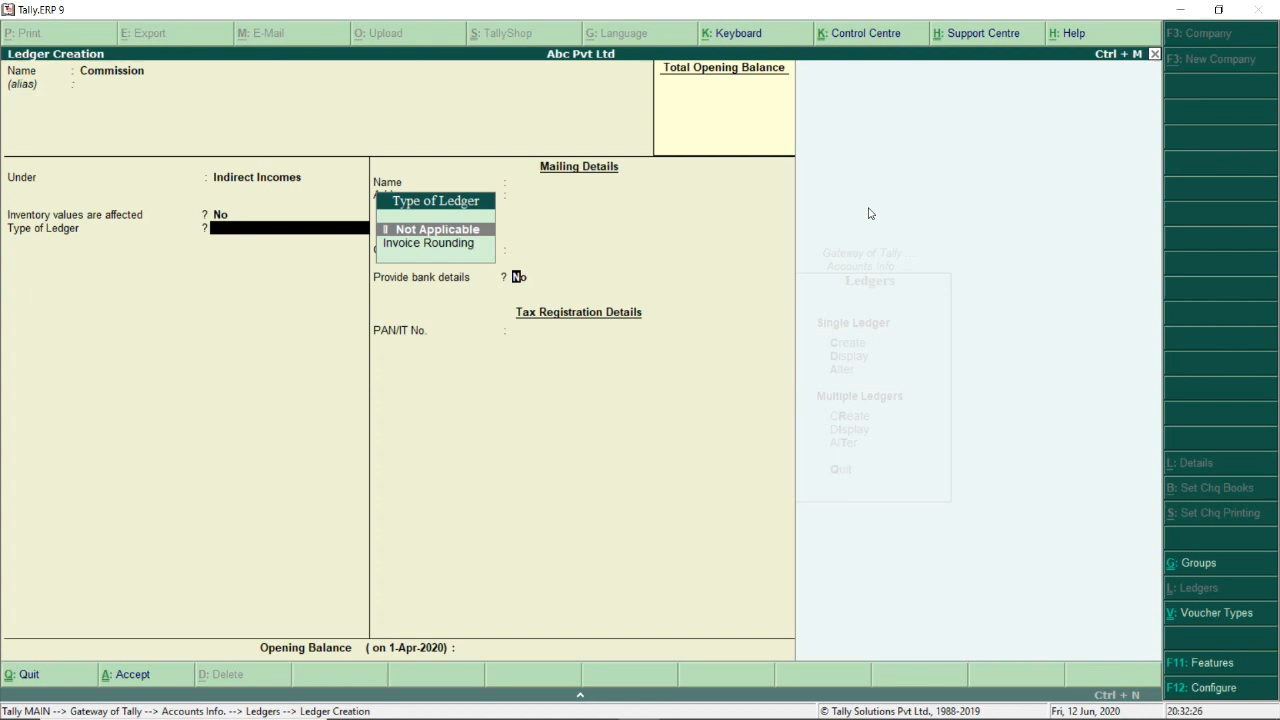 Tally.ERP 9
P: Print
E: Export
M: E-Mail
O: Upload
S: TallyShop
G: Language
K: Keyboard
K: Control Centre
H: Support Centre
H: Help
F3: Company
Ledger Creation
Abc Pvt Ltd
Ctrl + M
F3: New Company
Name : Commission
(alias) :
Total Opening Balance
Under : Indirect Incomes
Inventory values are affected ? No
Type of Ledger ?
Mailing Details
Name :
:
Type of Ledger
Not Applicable
Invoice Rounding
:
Provide bank details ? No
Tax Registration Details
PAN/IT No. :
Gateway of Tally...
Accounts Info. ...
Ledgers
Single Ledger
Create
Display
Alter
Multiple Ledgers
CReate
DIsplay
AlTer
Quit
L: Details
B: Set Chq Books
S: Set Chq Printing
G: Groups
L: Ledgers
V: Voucher Types
F11: Features
F12: Configure
Opening Balance ( on 1-Apr-2020) :
Q: Quit
A: Accept
D: Delete
Ctrl + N
Tally MAIN --> Gateway of Tally --> Accounts Info. --> Ledgers --> Ledger Creation
© Tally Solutions Pvt Ltd., 1988-2019
Fri, 12 Jun, 2020
20:32:26